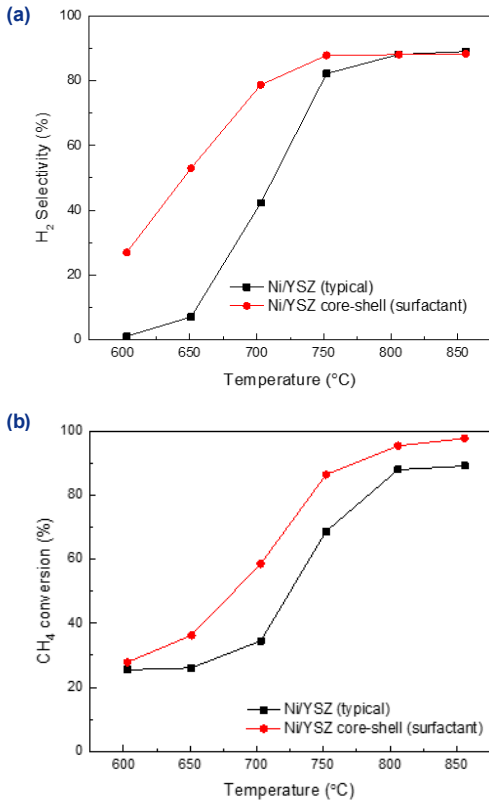 (a)
100
80
60
40
20
0
H₂ Selectivity (%)
Ni/YSZ (typical)
Ni/YSZ core-shell (surfactant)
600 650 700 750 800 850
Temperature (°C)
(b)
100
80
60
40
20
0
CH₄ conversion (%)
Ni/YSZ (typical)
Ni/YSZ core-shell (surfactant)
600 650 700 750 800 850
Temperature (°C)